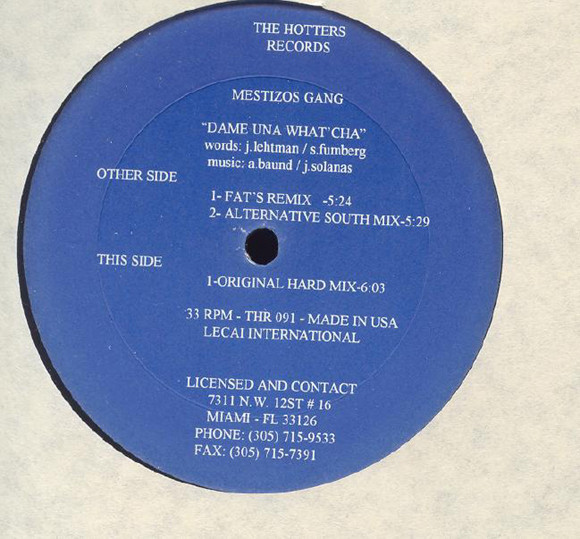 THE HOTTERS
RECORDS
MESTIZOS GANG
"DAME UNA WHAT'CHA"
words: j.lehtman / s.fumberg
music: a.baund / j.solanas
OTHER SIDE
1- FAT'S REMIX -5:24
2- ALTERNATIVE SOUTH MIX-5:29
THIS SIDE
1-ORIGINAL HARD MIX-6:03
33 RPM - THR 091 - MADE IN USA
LECAI INTERNATIONAL
LICENSED AND CONTACT
7311 N.W. 12ST # 16
MIAMI - FL 33126
PHONE: (305) 715-9533
FAX: (305) 715-7391